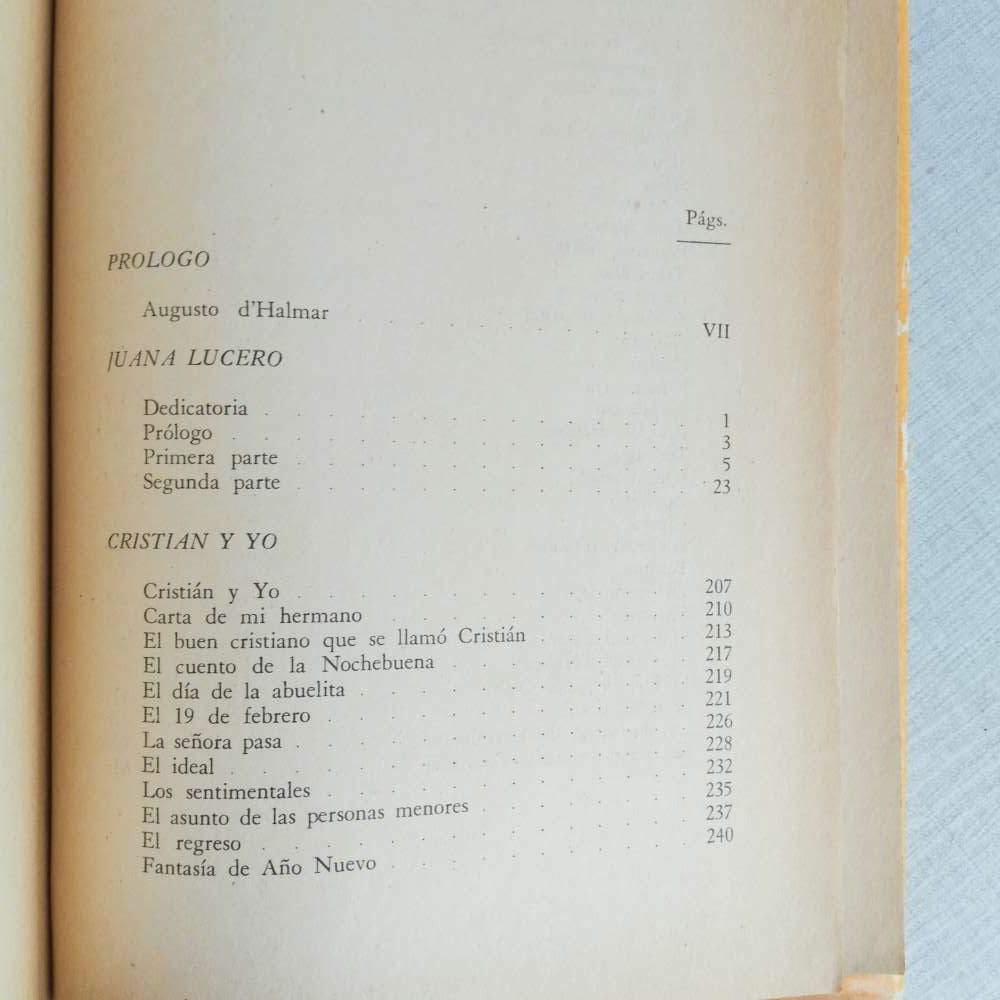 Págs.
PROLOGO
Augusto d'Halmar . . . . . . . . . . VII
JUANA LUCERO
Dedicatoria . . . . . . . . . . . . 1
Prólogo . . . . . . . . . . . . . 3
Primera parte . . . . . . . . . . . 5
Segunda parte . . . . . . . . . . . 23
CRISTIAN Y YO
Cristián y Yo . . . . . . . . . . . 207
Carta de mi hermano . . . . . . . . . 210
El buen cristiano que se llamó Cristián . . . . . 213
El cuento de la Nochebuena . . . . . . . 217
El día de la abuelita . . . . . . . . . 219
El 19 de febrero . . . . . . . . . . 221
La señora pasa . . . . . . . . . . . 226
El ideal . . . . . . . . . . . . . 228
Los sentimentales . . . . . . . . . . 232
El asunto de las personas menores . . . . . . 235
El regreso . . . . . . . . . . . . 237
Fantasía de Año Nuevo . . . . . . . . 240